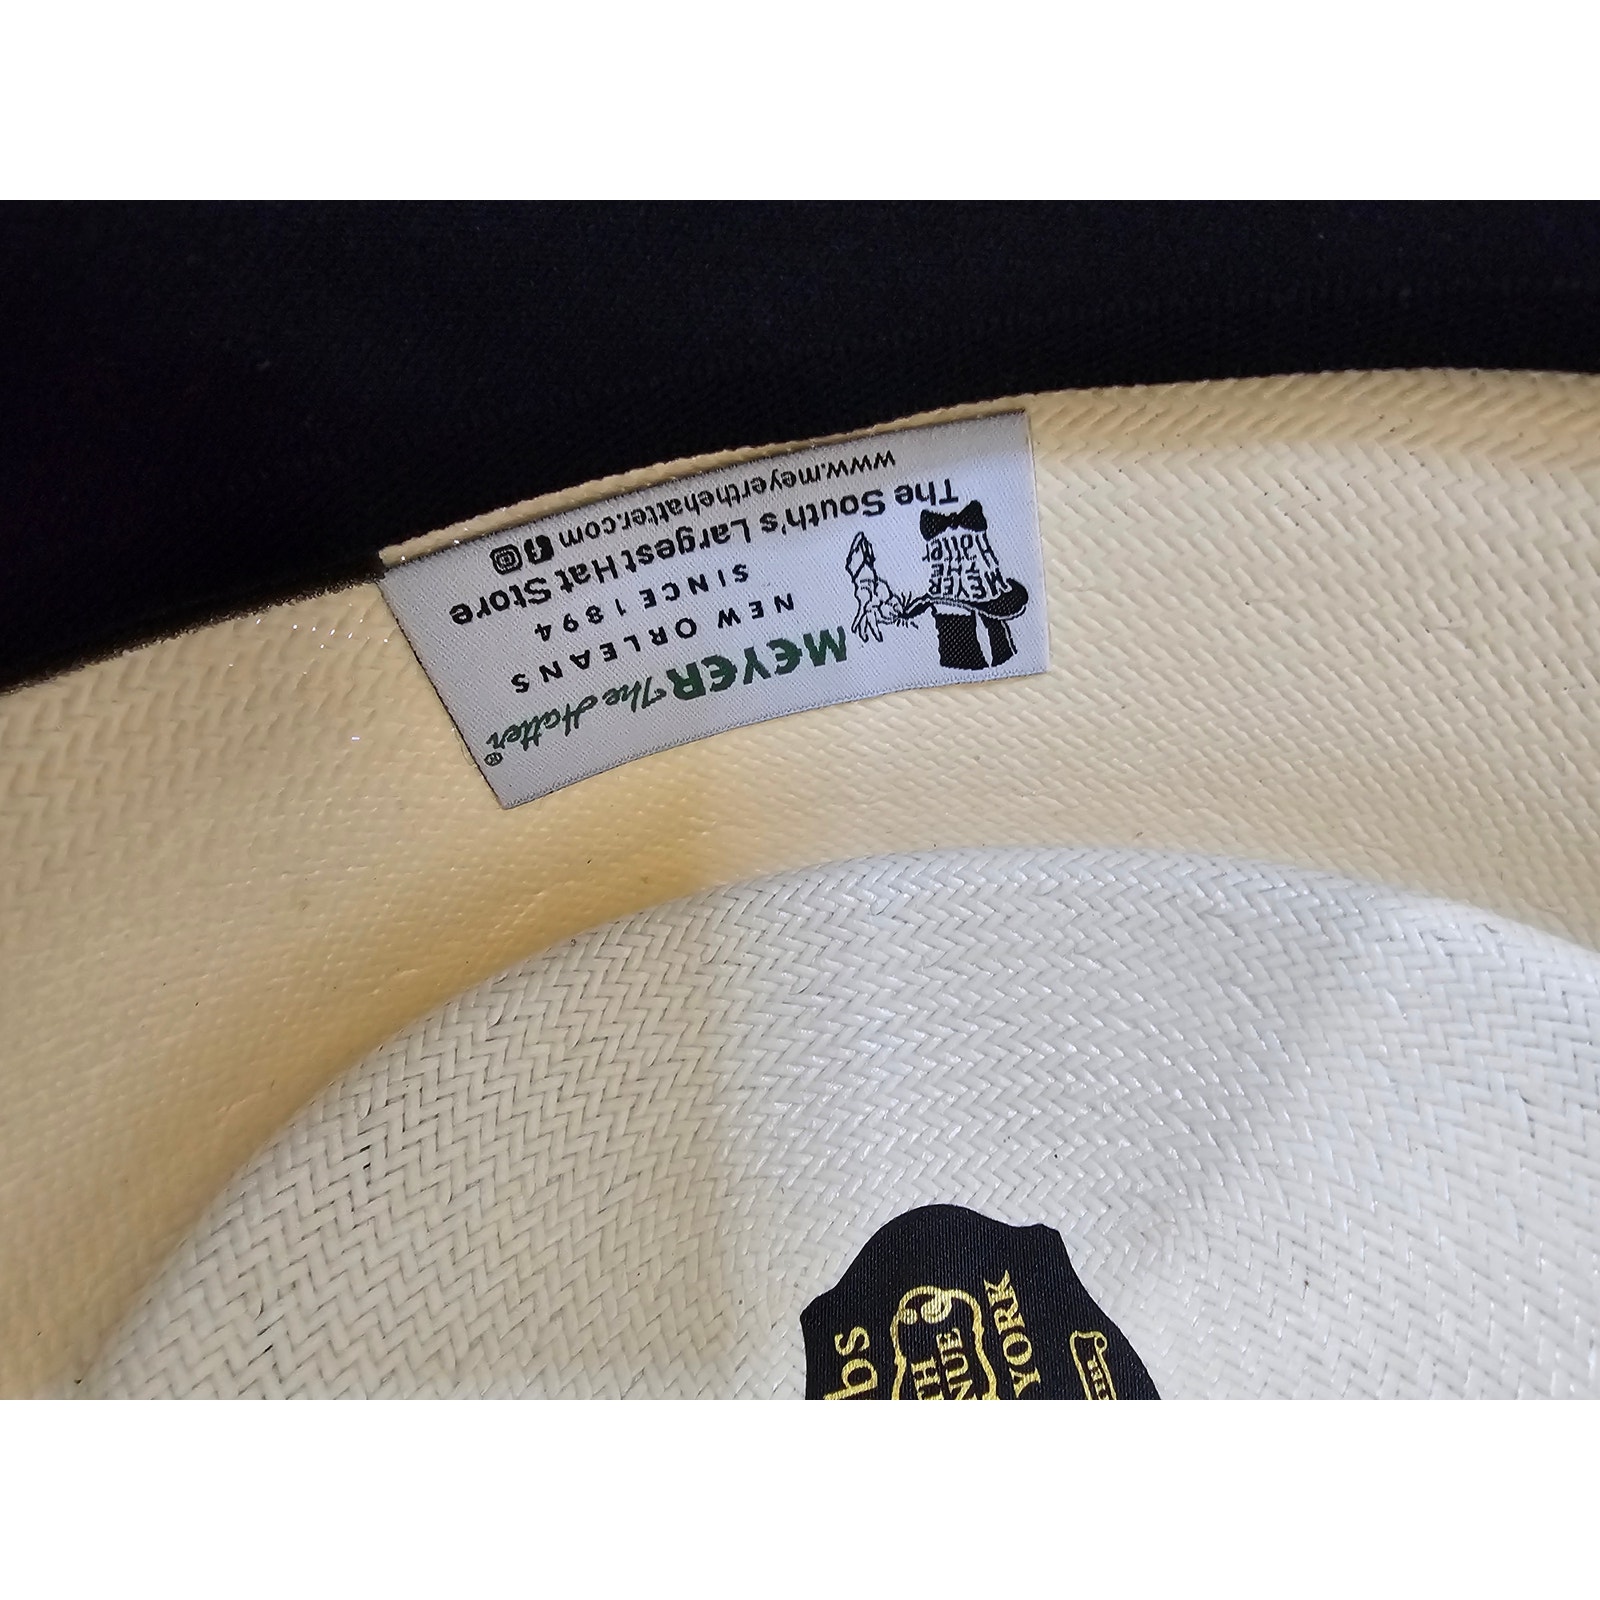 MEYER The Hatter®
NEW ORLEANS
SINCE 1894
The South's Largest Hat Store
www.meyerthehatter.com
MEYER
THE
Hatter
YORK